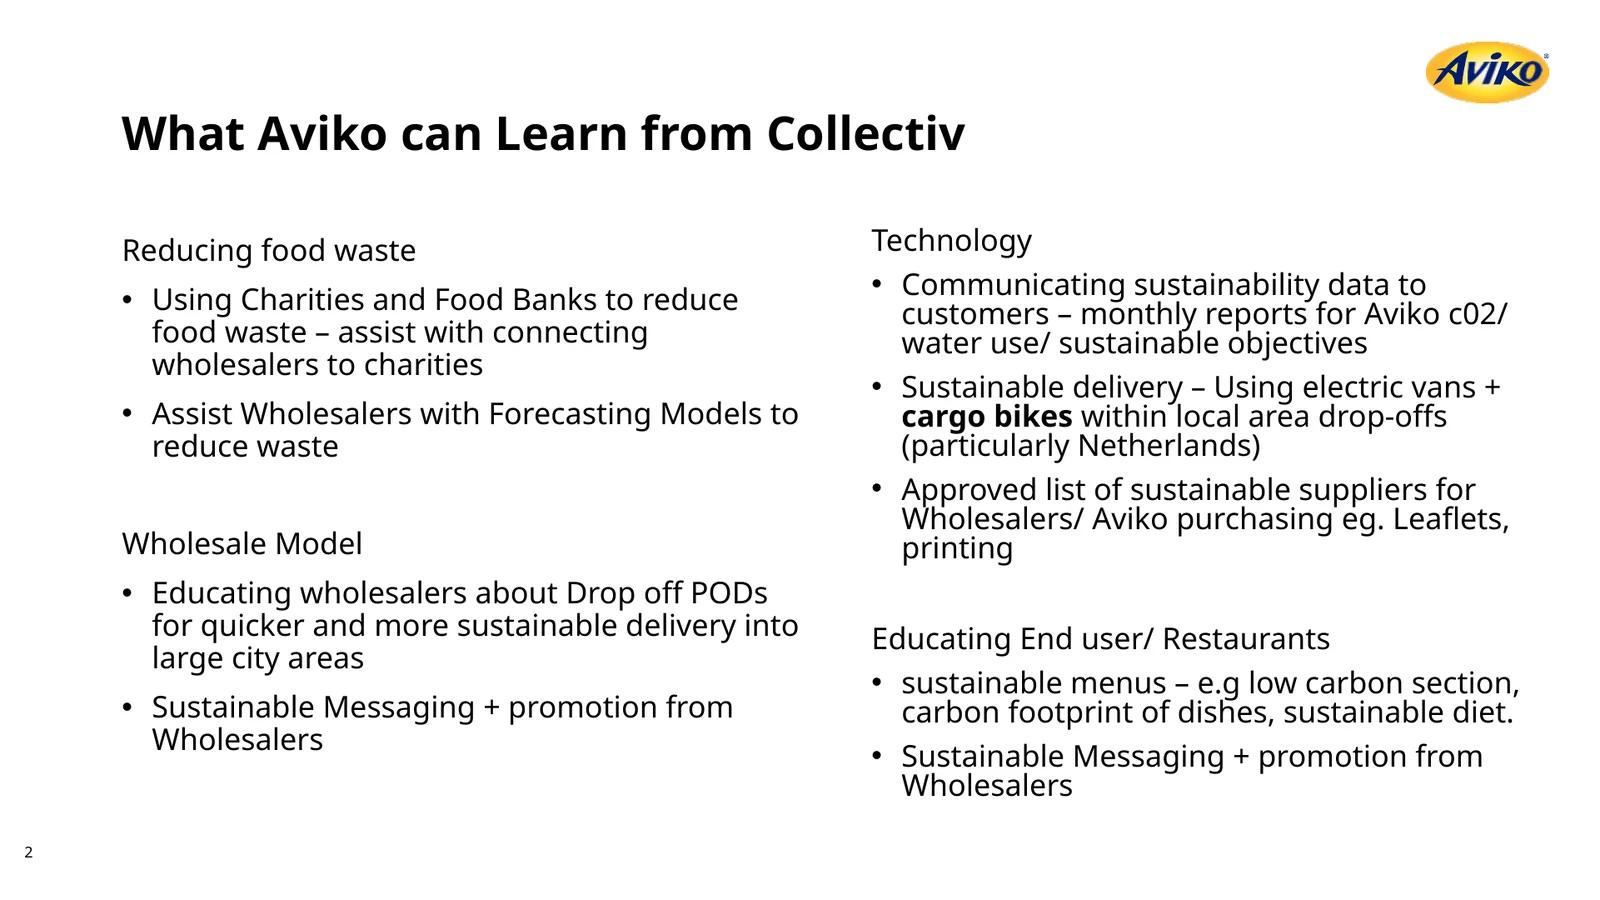 Aviko
What Aviko can Learn from Collectiv
Reducing food waste
• Using Charities and Food Banks to reduce
food waste – assist with connecting
wholesalers to charities
• Assist Wholesalers with Forecasting Models to
reduce waste
Wholesale Model
• Educating wholesalers about Drop off PODs
for quicker and more sustainable delivery into
large city areas
• Sustainable Messaging + promotion from
Wholesalers
Technology
• Communicating sustainability data to
customers – monthly reports for Aviko c02/
water use/ sustainable objectives
• Sustainable delivery – Using electric vans +
cargo bikes within local area drop-offs
(particularly Netherlands)
• Approved list of sustainable suppliers for
Wholesalers/ Aviko purchasing eg. Leaflets,
printing
Educating End user/ Restaurants
• sustainable menus – e.g low carbon section,
carbon footprint of dishes, sustainable diet.
• Sustainable Messaging + promotion from
Wholesalers
2